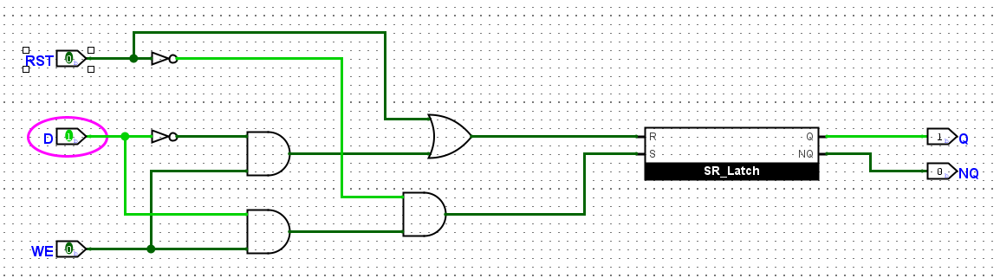 RST 0
D 1
WE 0
R Q
S NQ
SR_Latch
1 Q
0 NQ